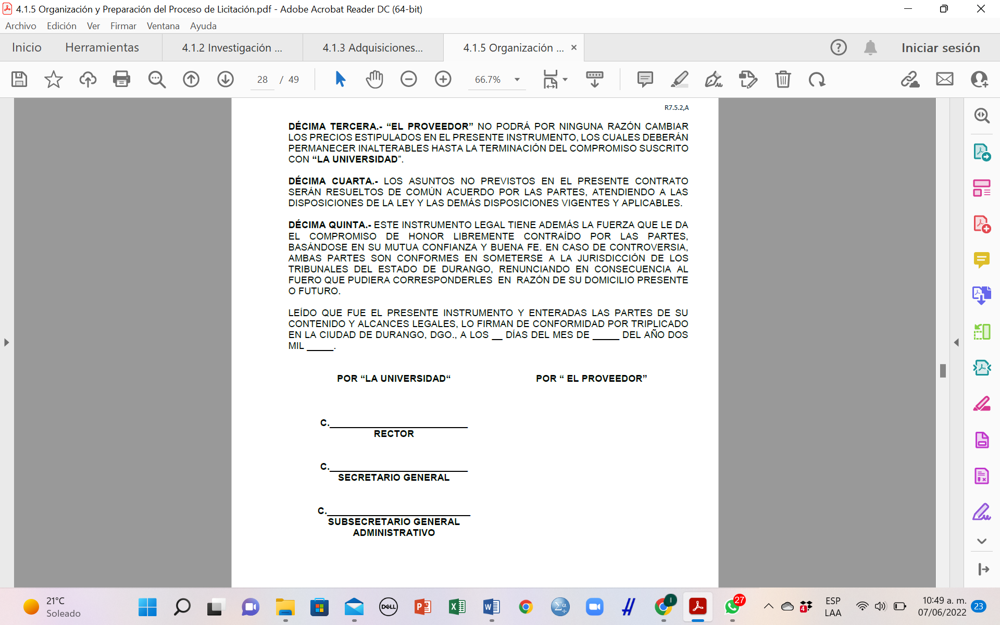 4.1.5 Organización y Preparación del Proceso de Licitación.pdf - Adobe Acrobat Reader DC (64-bit)
Archivo Edición Ver Firmar Ventana Ayuda
Inicio Herramientas 4.1.2 Investigación ... 4.1.3 Adquisiciones... 4.1.5 Organización ... Iniciar sesión
28 / 49 66.7%
R7.5.2,A
DÉCIMA TERCERA.- “EL PROVEEDOR” NO PODRÁ POR NINGUNA RAZÓN CAMBIAR
LOS PRECIOS ESTIPULADOS EN EL PRESENTE INSTRUMENTO, LOS CUALES DEBERÁN
PERMANECER INALTERABLES HASTA LA TERMINACIÓN DEL COMPROMISO SUSCRITO
CON “LA UNIVERSIDAD”.
DÉCIMA CUARTA.- LOS ASUNTOS NO PREVISTOS EN EL PRESENTE CONTRATO
SERÁN RESUELTOS DE COMÚN ACUERDO POR LAS PARTES, ATENDIENDO A LAS
DISPOSICIONES DE LA LEY Y LAS DEMÁS DISPOSICIONES VIGENTES Y APLICABLES.
DÉCIMA QUINTA.- ESTE INSTRUMENTO LEGAL TIENE ADEMÁS LA FUERZA QUE LE DA
EL COMPROMISO DE HONOR LIBREMENTE CONTRAÍDO POR LAS PARTES,
BASÁNDOSE EN SU MUTUA CONFIANZA Y BUENA FE. EN CASO DE CONTROVERSIA,
AMBAS PARTES SON CONFORMES EN SOMETERSE A LA JURISDICCIÓN DE LOS
TRIBUNALES DEL ESTADO DE DURANGO, RENUNCIANDO EN CONSECUENCIA AL
FUERO QUE PUDIERA CORRESPONDERLES EN RAZÓN DE SU DOMICILIO PRESENTE
O FUTURO.
LEÍDO QUE FUE EL PRESENTE INSTRUMENTO Y ENTERADAS LAS PARTES DE SU
CONTENIDO Y ALCANCES LEGALES, LO FIRMAN DE CONFORMIDAD POR TRIPLICADO
EN LA CIUDAD DE DURANGO, DGO., A LOS __ DÍAS DEL MES DE _____ DEL AÑO DOS
MIL _____.
POR “LA UNIVERSIDAD“ POR “ EL PROVEEDOR”
C.__________________________
RECTOR
C.__________________________
SECRETARIO GENERAL
C.___________________________
SUBSECRETARIO GENERAL
ADMINISTRATIVO
21°C
Soleado
DELL
27
4
ESP
LAA
10:49 a. m.
07/06/2022
23